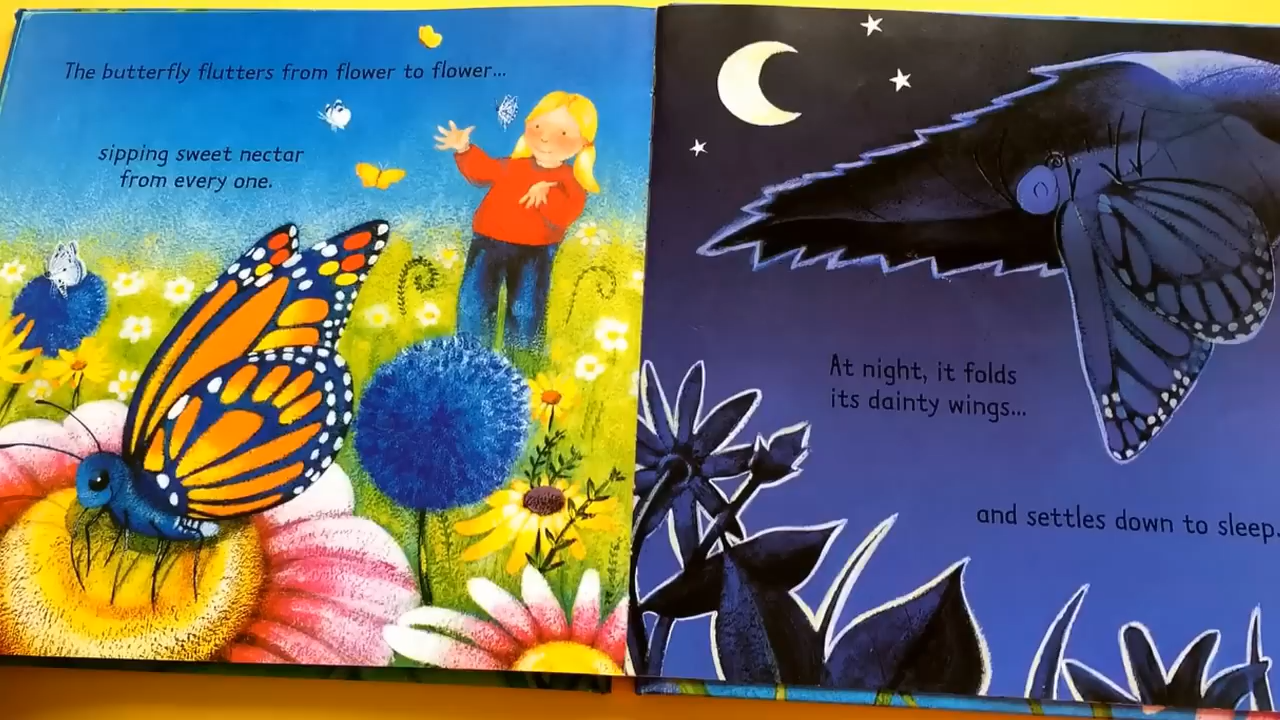 The butterfly flutters from flower to flower...
sipping sweet nectar
from every one.
At night, it folds
its dainty wings...
and settles down to sleep.